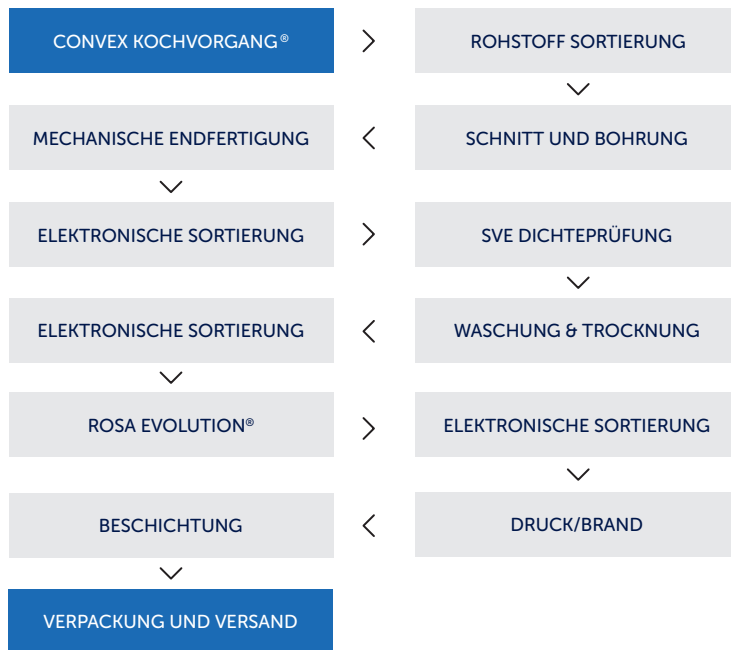 CONVEX KOCHVORGANG®
ROHSTOFF SORTIERUNG
SCHNITT UND BOHRUNG
MECHANISCHE ENDFERTIGUNG
ELEKTRONISCHE SORTIERUNG
SVE DICHTEPRÜFUNG
WASCHUNG & TROCKNUNG
ELEKTRONISCHE SORTIERUNG
ROSA EVOLUTION®
ELEKTRONISCHE SORTIERUNG
DRUCK/BRAND
BESCHICHTUNG
VERPACKUNG UND VERSAND